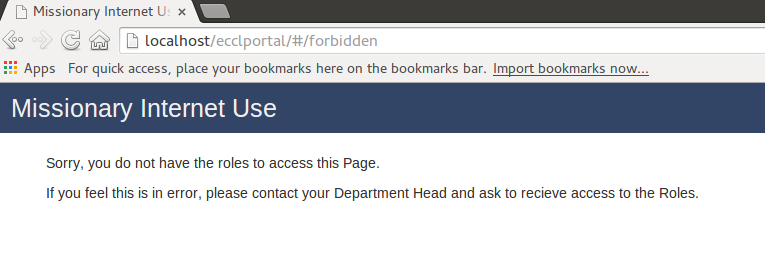 Missionary Internet U
localhost/ecclportal/#/forbidden
Apps For quick access, place your bookmarks here on the bookmarks bar. Import bookmarks now...
Missionary Internet Use
Sorry, you do not have the roles to access this Page.
If you feel this is in error, please contact your Department Head and ask to recieve access to the Roles.